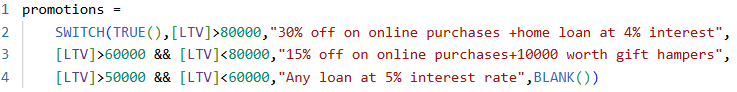 1 promotions =
2 SWITCH(TRUE(),[LTV]>80000,"30% off on online purchases +home loan at 4% interest",
3 [LTV]>60000 && [LTV]<80000,"15% off on online purchases+10000 worth gift hampers",
4 [LTV]>50000 && [LTV]<60000,"Any loan at 5% interest rate",BLANK())